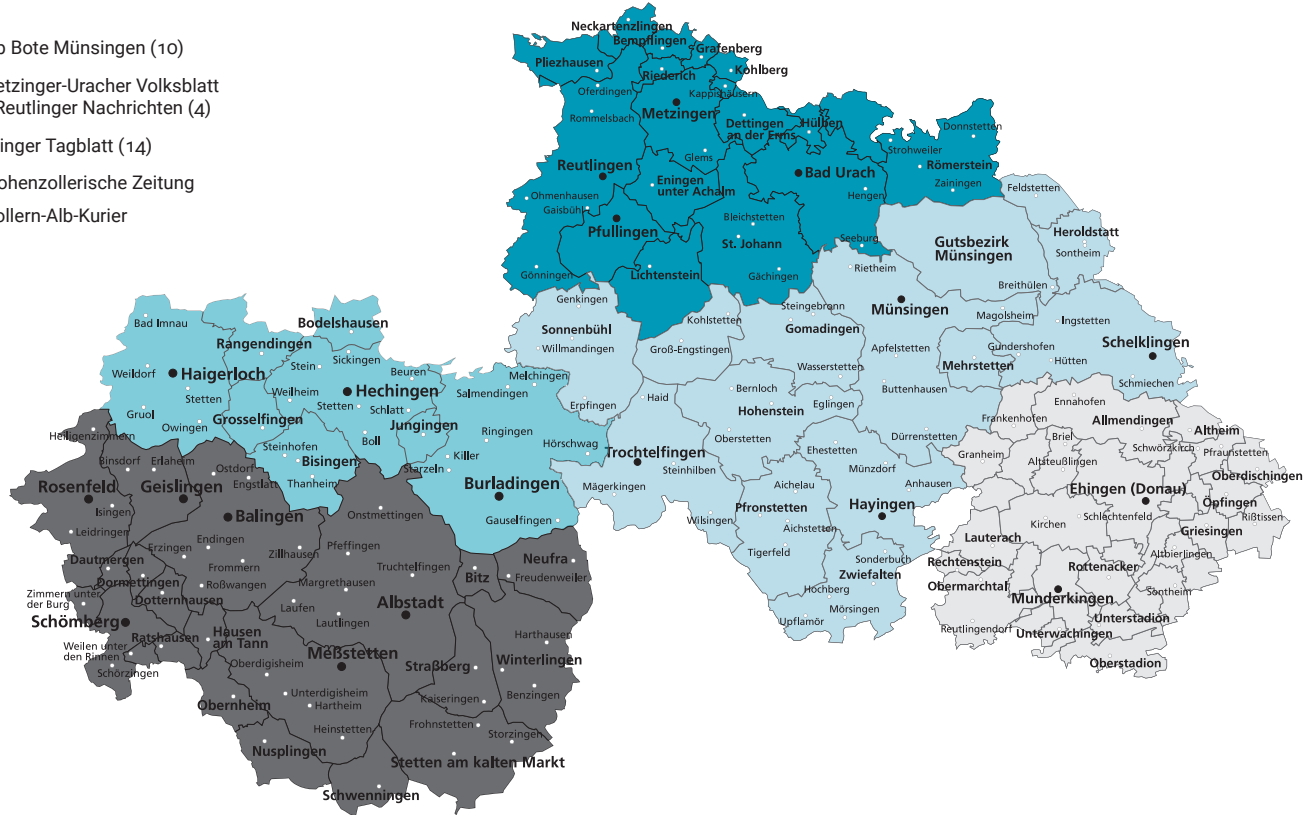 b Bote Münsingen (10)
etzinger-Uracher Volksblatt
Reutlinger Nachrichten (4)
inger Tagblatt (14)
ohenzollerische Zeitung
ollern-Alb-Kurier
Neckartenzlingen
Bempflingen
Grafenberg
Pliezhausen
Riederich
Kohlberg
Oferdingen
Kappishäusern
Rommelsbach
Metzingen
Dettingen
an der Erms
Hülben
Donnstetten
Strohweiler
Glems
Reutlingen
Bad Urach
Römerstein
Eningen
unter Achalm
Zainingen
Feldstetten
Ohmenhausen
Hengen
Gaisbühl
Bleichstetten
Pfullingen
Heroldstatt
St. Johann
Seeburg
Gutsbezirk
Münsingen
Sontheim
Gönningen
Lichtenstein
Gächingen
Rietheim
Breithülen
Genkingen
Steingebronn
Münsingen
Magolsheim
Ingstetten
Bad Imnau
Bodelshausen
Sonnenbühl
Kohlstetten
Gomadingen
Rangendingen
Willmandingen
Groß-Engstingen
Apfelstetten
Gundershofen
Schelklingen
Sickingen
Stein
Mehrstetten
Hütten
Weildorf
Haigerloch
Beuren
Melchingen
Wasserstetten
Schmiechen
Stetten
Weilheim
Hechingen
Salmendingen
Bernloch
Buttenhausen
Ennahofen
Gruol
Stetten
Schlatt
Erpfingen
Haid
Hohenstein
Eglingen
Frankenhofen
Allmendingen
Owingen
Grosselfingen
Jungingen
Altheim
Heiligenzimmern
Steinhofen
Boll
Ringingen
Hörschwag
Oberstetten
Dürrenstetten
Briel
Schwörzkirch
Pfraunstetten
Binsdorf
Erlaheim
Bisingen
Killer
Trochtelfingen
Ehestetten
Granheim
Altsteußlingen
Ostdorf
Starzeln
Steinhilben
Münzdorf
Oberdischingen
Rosenfeld
Geislingen
Engstlatt
Thanheim
Burladingen
Mägerkingen
Aichelau
Anhausen
Ehingen (Donau)
Isingen
Pfronstetten
Hayingen
Öpfingen
Balingen
Onstmettingen
Gauselfingen
Wilsingen
Schlechtenfeld
Rißtissen
Leidringen
Aichstetten
Kirchen
Griesingen
Endingen
Lauterach
Dautmergen
Erzingen
Zillhausen
Pfeffingen
Neufra
Tigerfeld
Sonderbuch
Altbierlingen
Frommern
Truchtelfingen
Rechtenstein
Rottenacker
Dormettingen
Roßwangen
Margrethausen
Bitz
Freudenweiler
Zwiefalten
Obermarchtal
Sontheim
Zimmern unter
der Burg
Dotternhausen
Laufen
Albstadt
Hochberg
Munderkingen
Schömberg
Lautlingen
Mörsingen
Unterstadion
Ratshausen
Hausen
am Tann
Harthausen
Upflamör
Reutlingendorf
Unterwachingen
Weilen unter
den Rinnen
Oberdigisheim
Meßstetten
Straßberg
Winterlingen
Oberstadion
Schörzingen
Unterdigisheim
Benzingen
Obernheim
Hartheim
Kaiseringen
Heinstetten
Frohnstetten
Storzingen
Nusplingen
Stetten am kalten Markt
Schwenningen